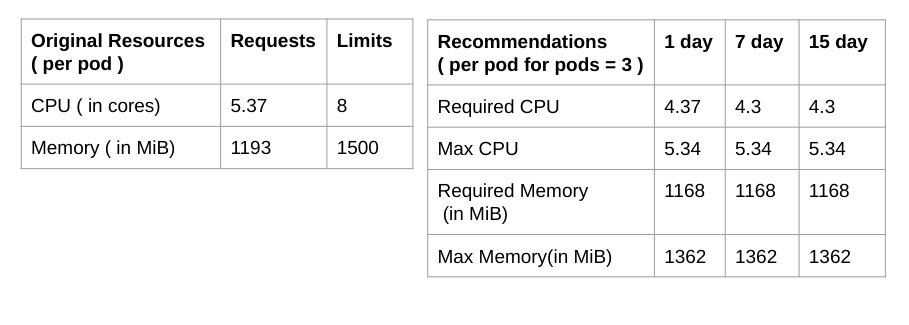 Original Resources Requests Limits
( per pod )
CPU ( in cores) 5.37 8
Memory ( in MiB) 1193 1500
Recommendations 1 day 7 day 15 day
( per pod for pods = 3 )
Required CPU 4.37 4.3 4.3
Max CPU 5.34 5.34 5.34
Required Memory 1168 1168 1168
(in MiB)
Max Memory(in MiB) 1362 1362 1362